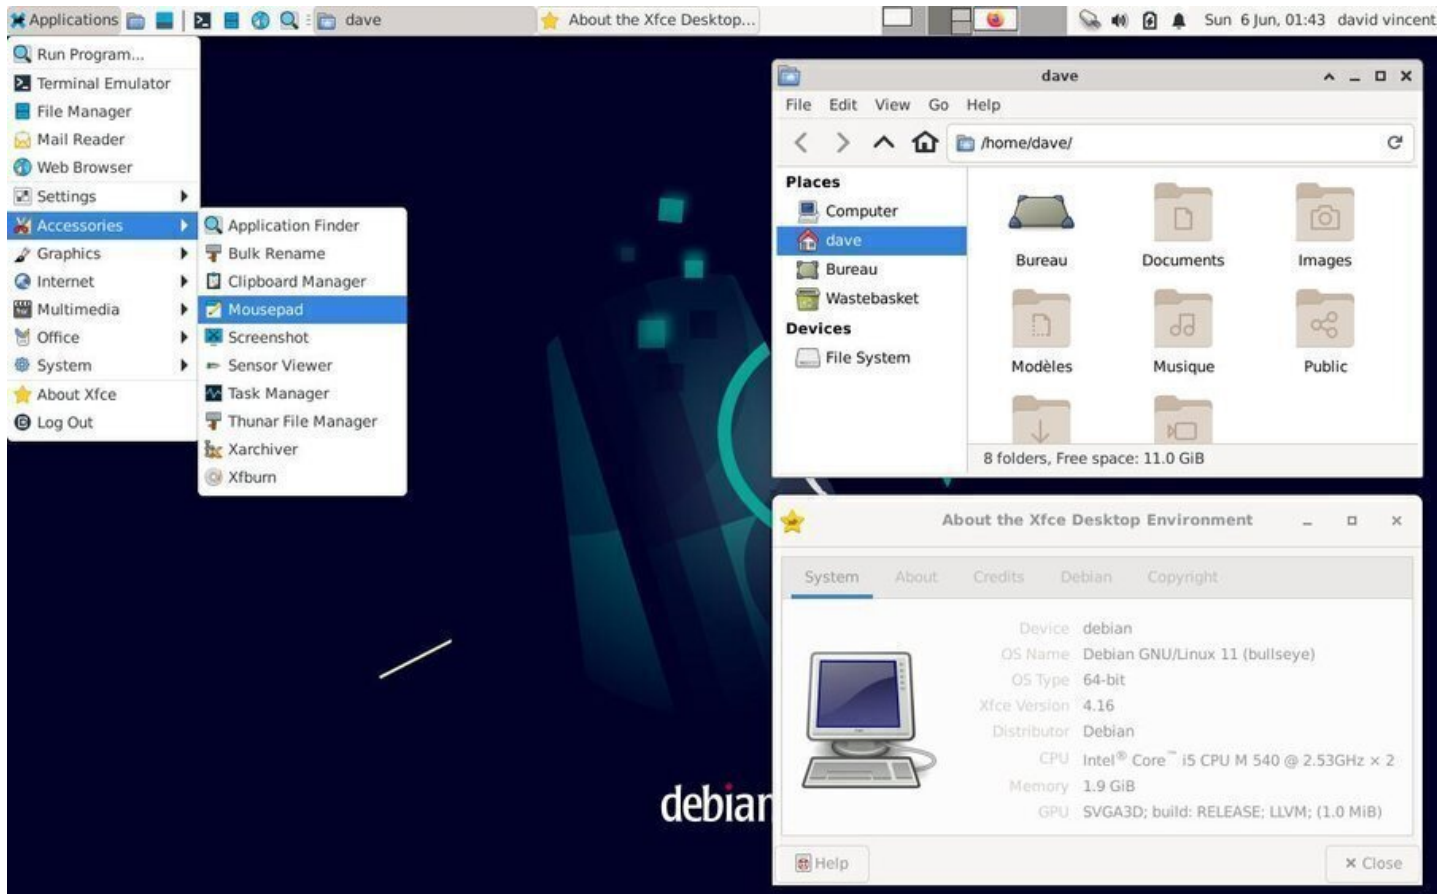 Applications
dave
About the Xfce Desktop...
Sun 6 Jun, 01:43 david vincent
Run Program...
Terminal Emulator
File Manager
Mail Reader
Web Browser
Settings
Accessories
Graphics
Internet
Multimedia
Office
System
About Xfce
Log Out
Application Finder
Bulk Rename
Clipboard Manager
Mousepad
Screenshot
Sensor Viewer
Task Manager
Thunar File Manager
Xarchiver
Xfburn
dave
File Edit View Go Help
/home/dave/
Places
Computer
dave
Bureau
Wastebasket
Devices
File System
Bureau Documents Images
Modèles Musique Public
8 folders, Free space: 11.0 GiB
About the Xfce Desktop Environment
System About Credits Debian Copyright
Device debian
OS Name Debian GNU/Linux 11 (bullseye)
OS Type 64-bit
Xfce Version 4.16
Distributor Debian
CPU Intel® Core™ i5 CPU M 540 @ 2.53GHz × 2
Memory 1.9 GiB
GPU SVGA3D; build: RELEASE; LLVM; (1.0 MiB)
Help
Close
debian